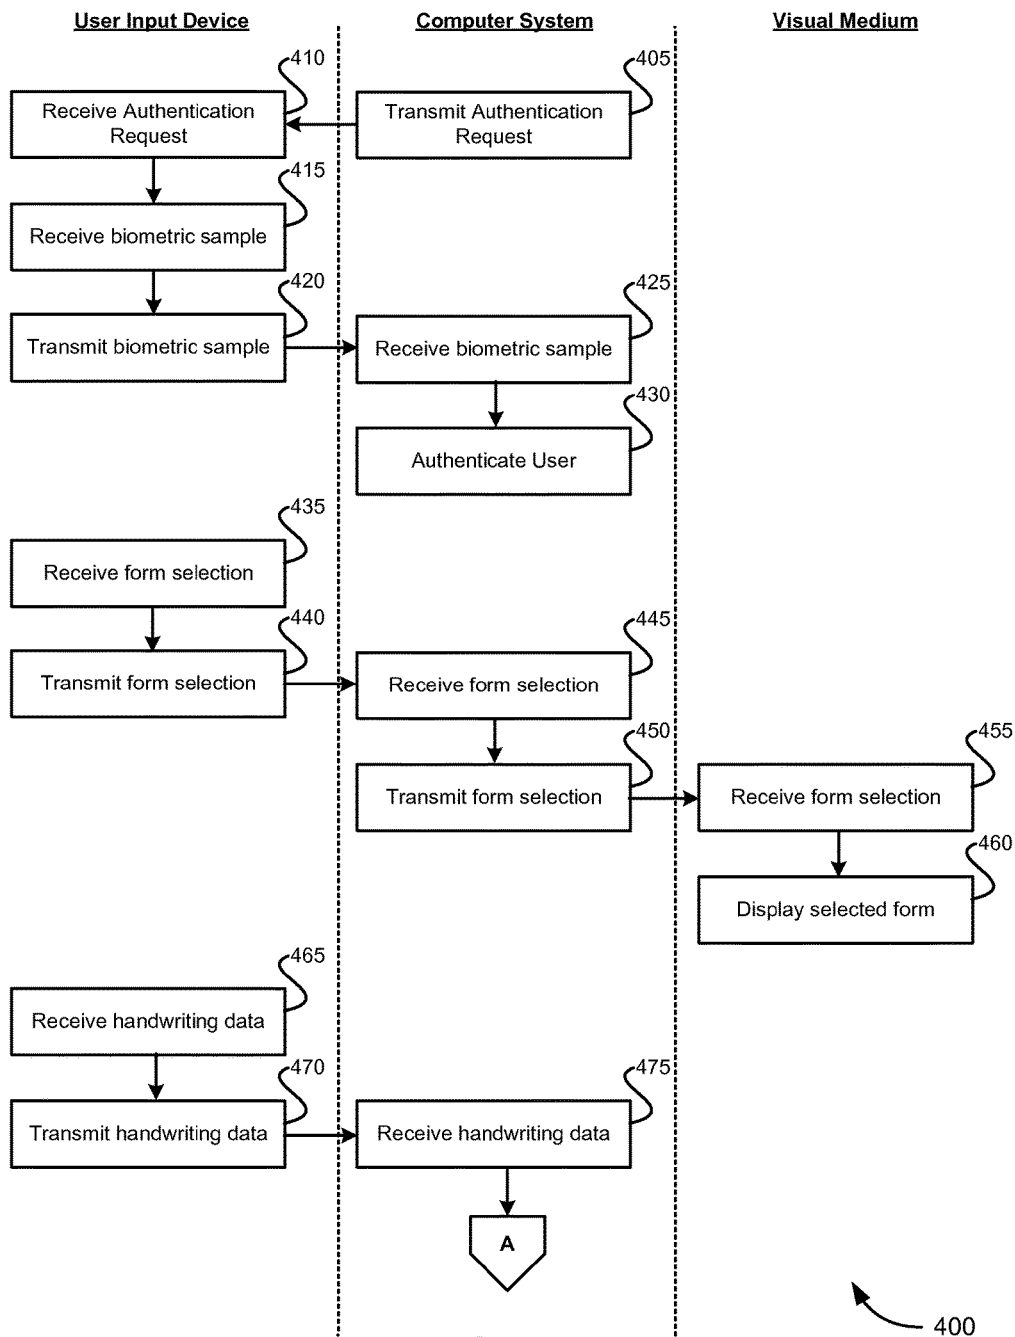 User Input Device
Computer System
Visual Medium
410
405
Receive Authentication
Request
Transmit Authentication
Request
415
Receive biometric sample
420
425
Transmit biometric sample
Receive biometric sample
430
Authenticate User
435
Receive form selection
440
445
Transmit form selection
Receive form selection
450
455
Transmit form selection
Receive form selection
460
Display selected form
465
Receive handwriting data
470
475
Transmit handwriting data
Receive handwriting data
A
400